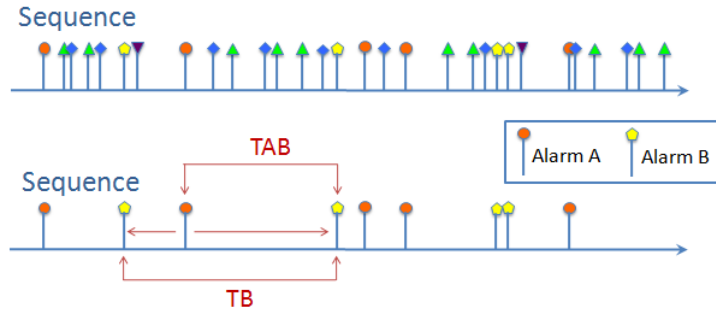 Sequence
Alarm A
Alarm B
TAB
Sequence
TB